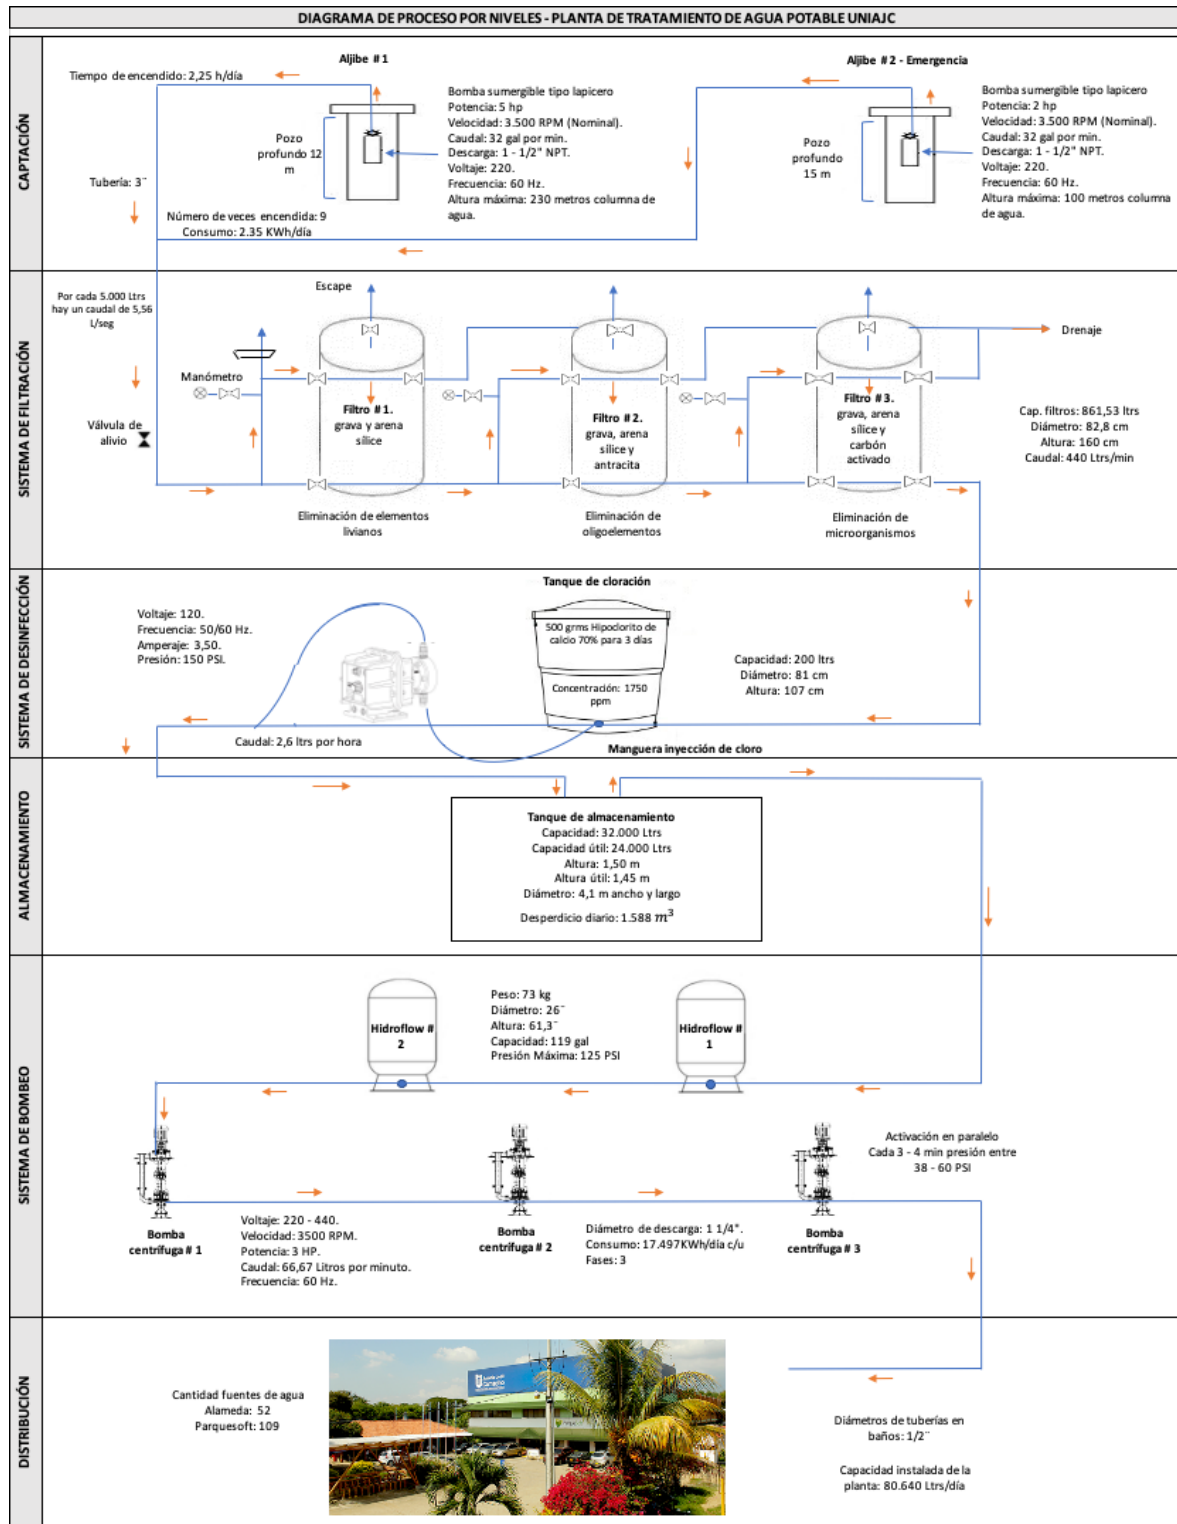 DIAGRAMA DE PROCESO POR NIVELES - PLANTA DE TRATAMIENTO DE AGUA POTABLE UNIAJC
CAPTACIÓN
Aljibe # 1
Aljibe # 2 - Emergencia
Tiempo de encendido: 2,25 h/día
Pozo
profundo 12
m
Bomba sumergible tipo lapicero
Potencia: 5 hp
Velocidad: 3.500 RPM (Nominal).
Caudal: 32 gal por min.
Descarga: 1 - 1/2" NPT.
Voltaje: 220.
Frecuencia: 60 Hz.
Altura máxima: 230 metros columna de
agua.
Pozo
profundo
15 m
Bomba sumergible tipo lapicero
Potencia: 2 hp
Velocidad: 3.500 RPM (Nominal).
Caudal: 32 gal por min.
Descarga: 1 - 1/2" NPT.
Voltaje: 220.
Frecuencia: 60 Hz.
Altura máxima: 100 metros columna
de agua.
Tubería: 3¨
Número de veces encendida: 9
Consumo: 2.35 KWh/día
SISTEMA DE FILTRACIÓN
Por cada 5.000 Ltrs
hay un caudal de 5,56
L/seg
Escape
Drenaje
Manómetro
Válvula de
alivio
Filtro # 1.
grava y arena
sílice
Filtro # 2.
grava, arena
sílice y
antracita
Filtro # 3.
grava, arena
sílice y
carbón
activado
Cap. filtros: 861,53 ltrs
Diámetro: 82,8 cm
Altura: 160 cm
Caudal: 440 Ltrs/min
Eliminación de elementos
livianos
Eliminación de
oligoelementos
Eliminación de
microorganismos
SISTEMA DE DESINFECCIÓN
Tanque de cloración
Voltaje: 120.
Frecuencia: 50/60 Hz.
Amperaje: 3,50.
Presión: 150 PSI.
500 grms Hipoclorito de
calcio 70% para 3 días
Concentración: 1750
ppm
Capacidad: 200 ltrs
Diámetro: 81 cm
Altura: 107 cm
Caudal: 2,6 ltrs por hora
Manguera inyección de cloro
ALMACENAMIENTO
Tanque de almacenamiento
Capacidad: 32.000 Ltrs
Capacidad útil: 24.000 Ltrs
Altura: 1,50 m
Altura útil: 1,45 m
Diámetro: 4,1 m ancho y largo
Desperdicio diario: 1.588 m³
SISTEMA DE BOMBEO
Hidroflow #
2
Peso: 73 kg
Diámetro: 26¨
Altura: 61,3¨
Capacidad: 119 gal
Presión Máxima: 125 PSI
Hidroflow #
1
Activación en paralelo
Cada 3 - 4 min presión entre
38 - 60 PSI
Bomba
centrífuga # 1
Voltaje: 220 - 440.
Velocidad: 3500 RPM.
Potencia: 3 HP.
Caudal: 66,67 Litros por minuto.
Frecuencia: 60 Hz.
Bomba
centrífuga # 2
Diámetro de descarga: 1 1/4".
Consumo: 17.497KWh/día c/u
Fases: 3
Bomba
centrífuga # 3
DISTRIBUCIÓN
Cantidad fuentes de agua
Alameda: 52
Parquesoft: 109
Diámetros de tuberías en
baños: 1/2¨
Capacidad instalada de la
planta: 80.640 Ltrs/día